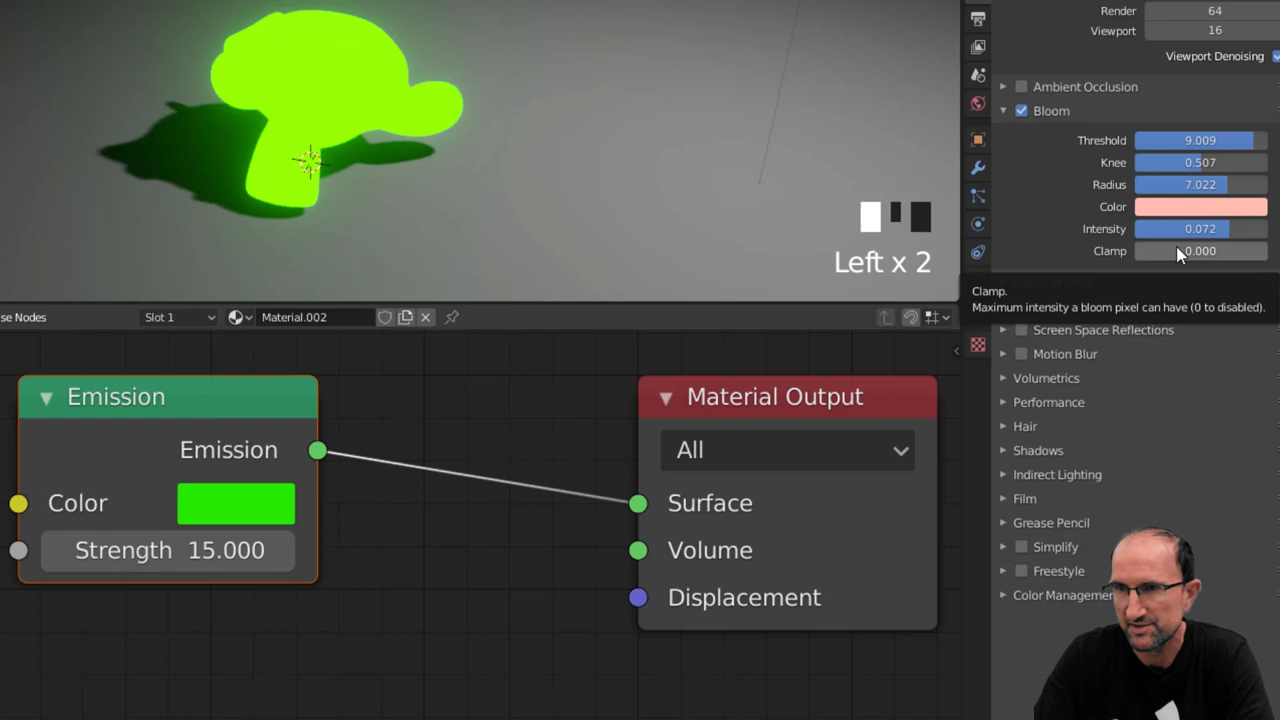 Render 64
Viewport 16
Viewport Denoising
Ambient Occlusion
Bloom
Threshold 9.009
Knee 0.507
Radius 7.022
Color
Intensity 0.072
Clamp 0.000
Left x 2
Clamp.
Maximum intensity a bloom pixel can have (0 to disabled).
se Nodes Slot 1 Material.002
Screen Space Reflections
Motion Blur
Volumetrics
Performance
Hair
Shadows
Indirect Lighting
Film
Grease Pencil
Simplify
Freestyle
Color Managemen
Emission
Emission
Color
Strength 15.000
Material Output
All
Surface
Volume
Displacement